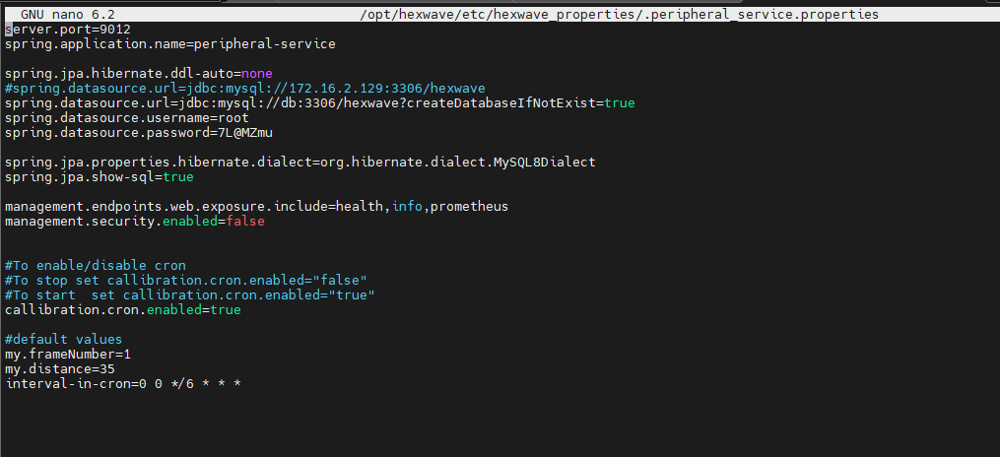 GNU nano 6.2 /opt/hexwave/etc/hexwave_properties/.peripheral_service.properties
server.port=9012
spring.application.name=peripheral-service
spring.jpa.hibernate.ddl-auto=none
#spring.datasource.url=jdbc:mysql://172.16.2.129:3306/hexwave
spring.datasource.url=jdbc:mysql://db:3306/hexwave?createDatabaseIfNotExist=true
spring.datasource.username=root
spring.datasource.password=7L@MZmu
spring.jpa.properties.hibernate.dialect=org.hibernate.dialect.MySQL8Dialect
spring.jpa.show-sql=true
management.endpoints.web.exposure.include=health,info,prometheus
management.security.enabled=false
#To enable/disable cron
#To stop set callibration.cron.enabled="false"
#To start  set callibration.cron.enabled="true"
callibration.cron.enabled=true
#default values
my.frameNumber=1
my.distance=35
interval-in-cron=0 0 */6 * * *